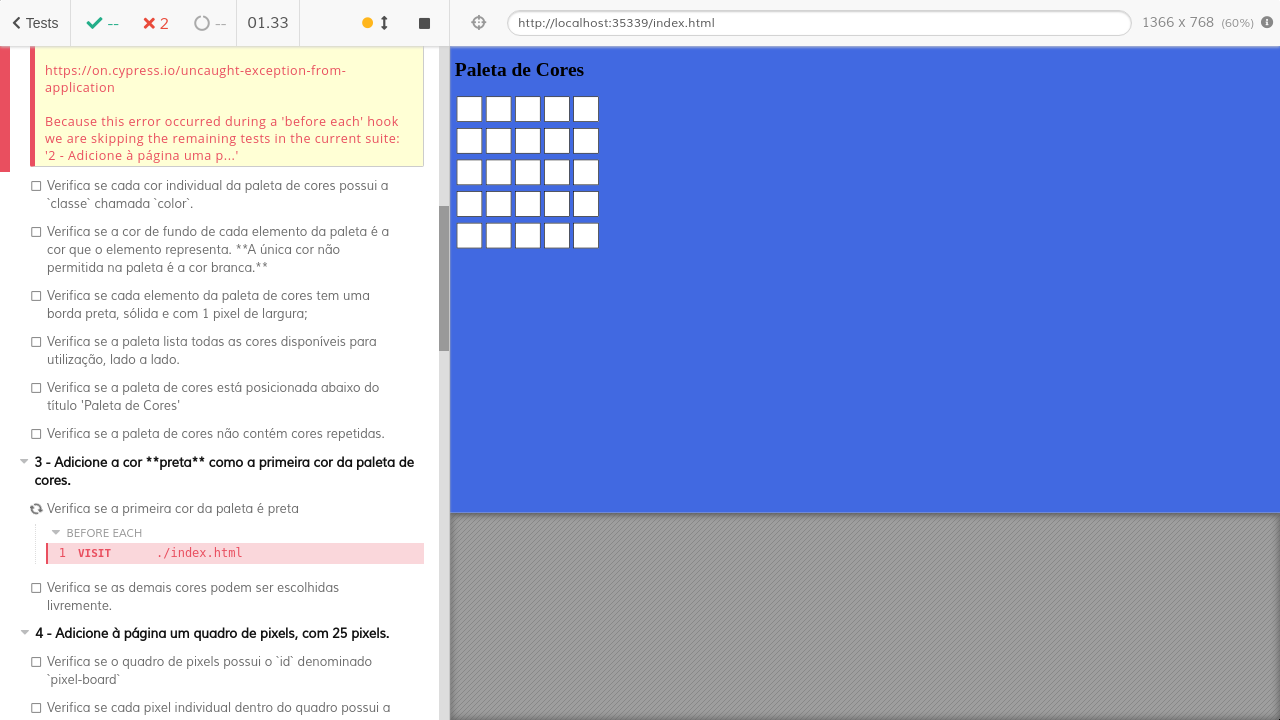 Tests
--
2
--
01.33
http://localhost:35339/index.html
1366 x 768 (60%)
https://on.cypress.io/uncaught-exception-from-
application
Because this error occurred during a 'before each' hook
we are skipping the remaining tests in the current suite:
'2 - Adicione à página uma p...'
Verifica se cada cor individual da paleta de cores possui a
`classe` chamada `color`.
Verifica se a cor de fundo de cada elemento da paleta é a
cor que o elemento representa. **A única cor não
permitida na paleta é a cor branca.**
Verifica se cada elemento da paleta de cores tem uma
borda preta, sólida e com 1 pixel de largura;
Verifica se a paleta lista todas as cores disponíveis para
utilização, lado a lado.
Verifica se a paleta de cores está posicionada abaixo do
título 'Paleta de Cores'
Verifica se a paleta de cores não contém cores repetidas.
3 - Adicione a cor **preta** como a primeira cor da paleta de
cores.
Verifica se a primeira cor da paleta é preta
BEFORE EACH
1 VISIT ./index.html
Verifica se as demais cores podem ser escolhidas
livremente.
4 - Adicione à página um quadro de pixels, com 25 pixels.
Verifica se o quadro de pixels possui o `id` denominado
`pixel-board`
Verifica se cada pixel individual dentro do quadro possui a
Paleta de Cores